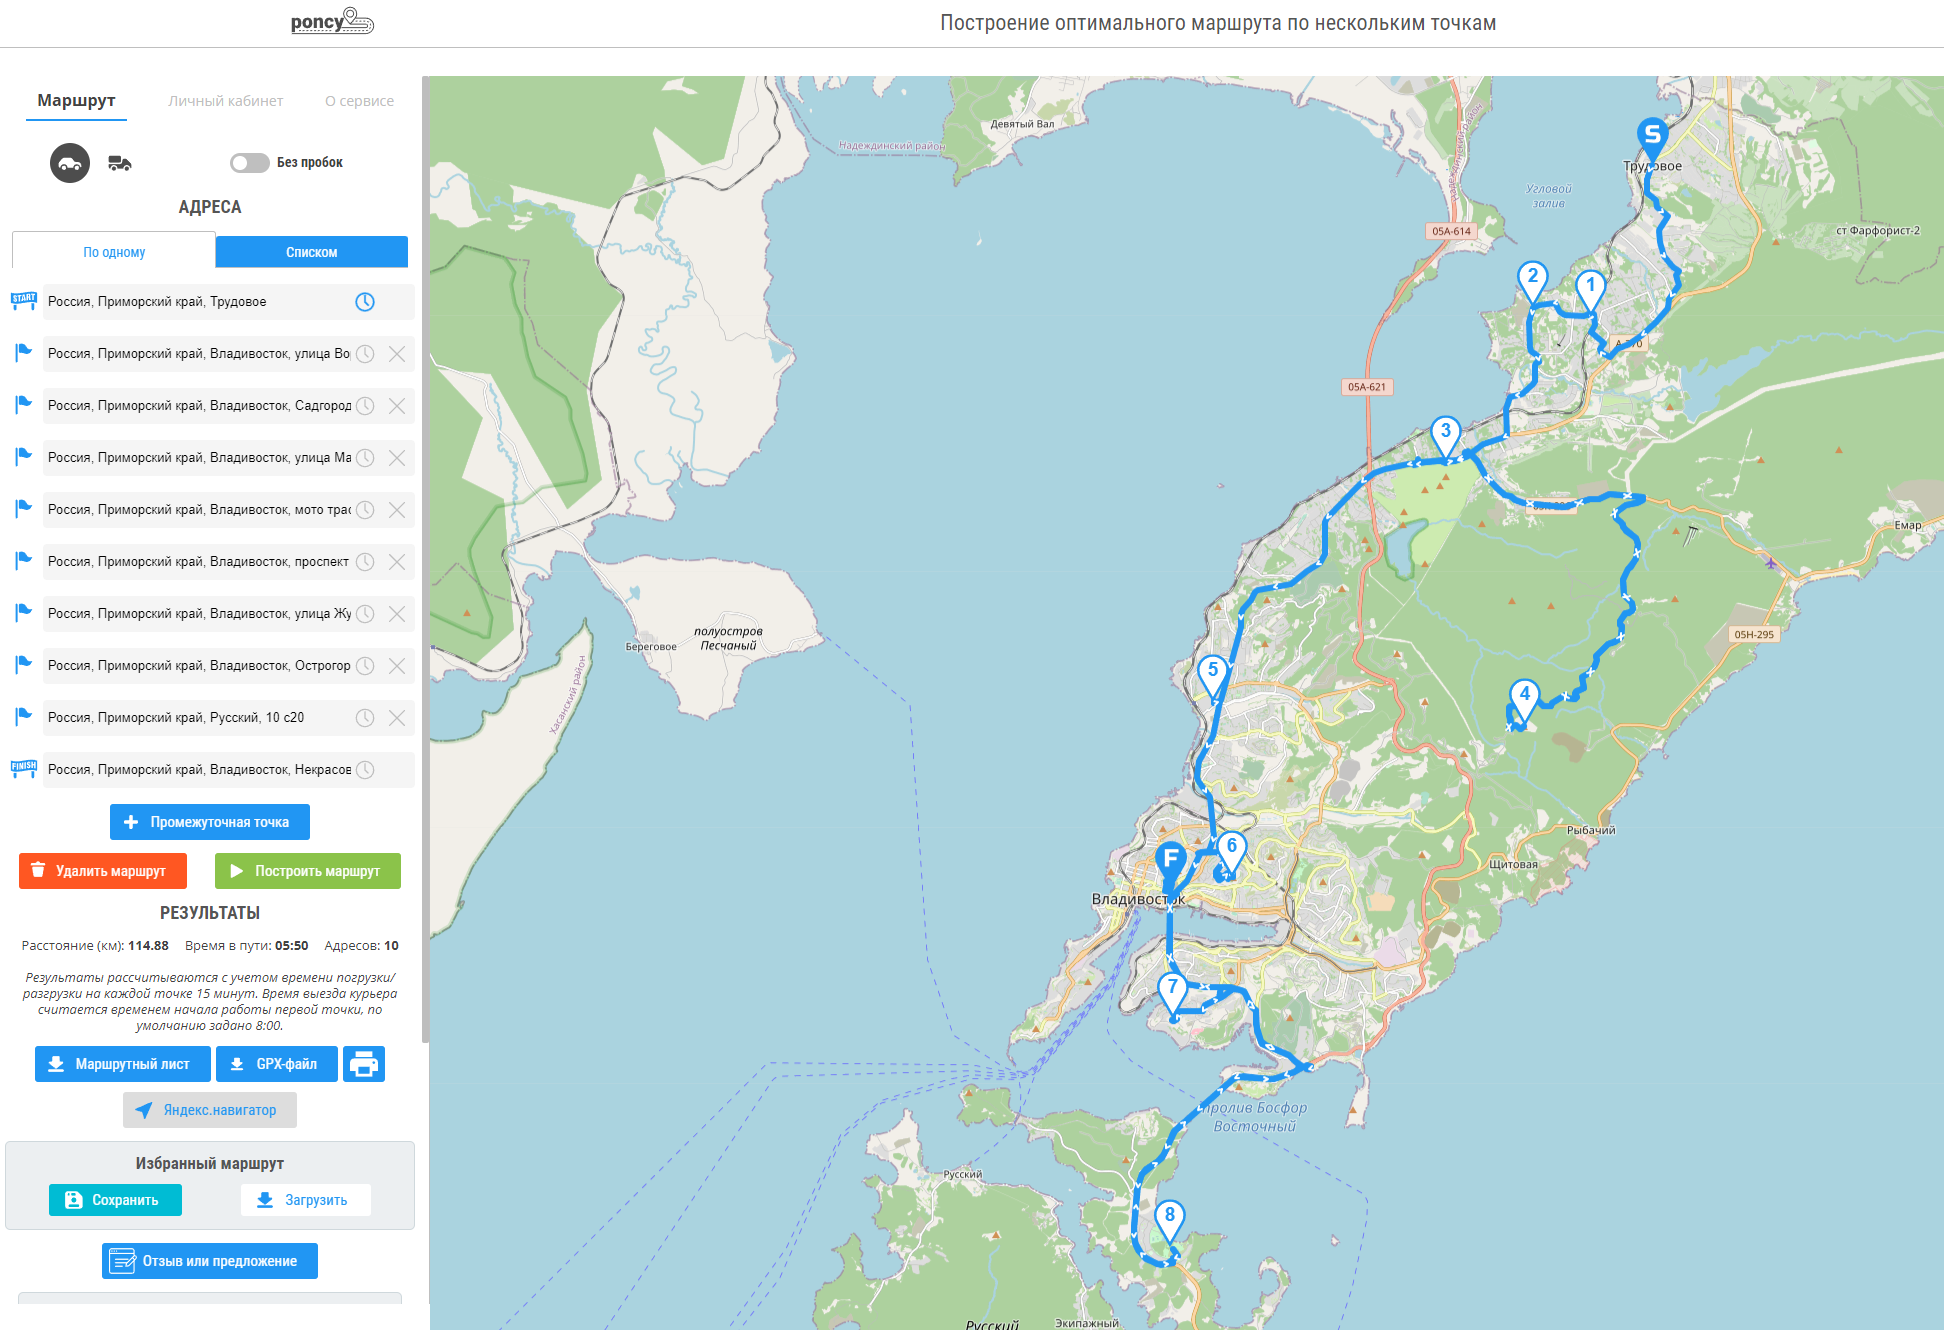 poncy
Построение оптимального маршрута по нескольким точкам
Маршрут
Личный кабинет
О сервисе
Без пробок
АДРЕСА
По одному
Списком
START
Россия, Приморский край, Трудовое
Россия, Приморский край, Владивосток, улица Во
Россия, Приморский край, Владивосток, Садгород
Россия, Приморский край, Владивосток, улица Ма
Россия, Приморский край, Владивосток, мото трас
Россия, Приморский край, Владивосток, проспект
Россия, Приморский край, Владивосток, улица Жу
Россия, Приморский край, Владивосток, Острогор
Россия, Приморский край, Русский, 10 с20
FINISH
Россия, Приморский край, Владивосток, Некрасов
Промежуточная точка
Удалить маршрут
Построить маршрут
РЕЗУЛЬТАТЫ
Расстояние (км): 114.88 Время в пути: 05:50 Адресов: 10
Результаты рассчитываются с учетом времени погрузки/
разгрузки на каждой точке 15 минут. Время выезда курьера
считается временем начала работы первой точки, по
умолчанию задано 8:00.
Маршрутный лист
GPX-файл
Яндекс.навигатор
Избранный маршрут
Сохранить
Загрузить
Отзыв или предложение
Девятый Вал
Надеждинский район
Надеждинский район
S
Трудовое
Угловой
залив
05А-614
ст Фарфорист-2
2
1
05А-621
3
Емар
полуостров
Песчаный
Береговое
Хасанский район
05Н-295
5
4
Рыбачий
Щитовая
6
F
Владивосток
7
пролив Босфор
Восточный
Русский
8
Русский
Экипажный